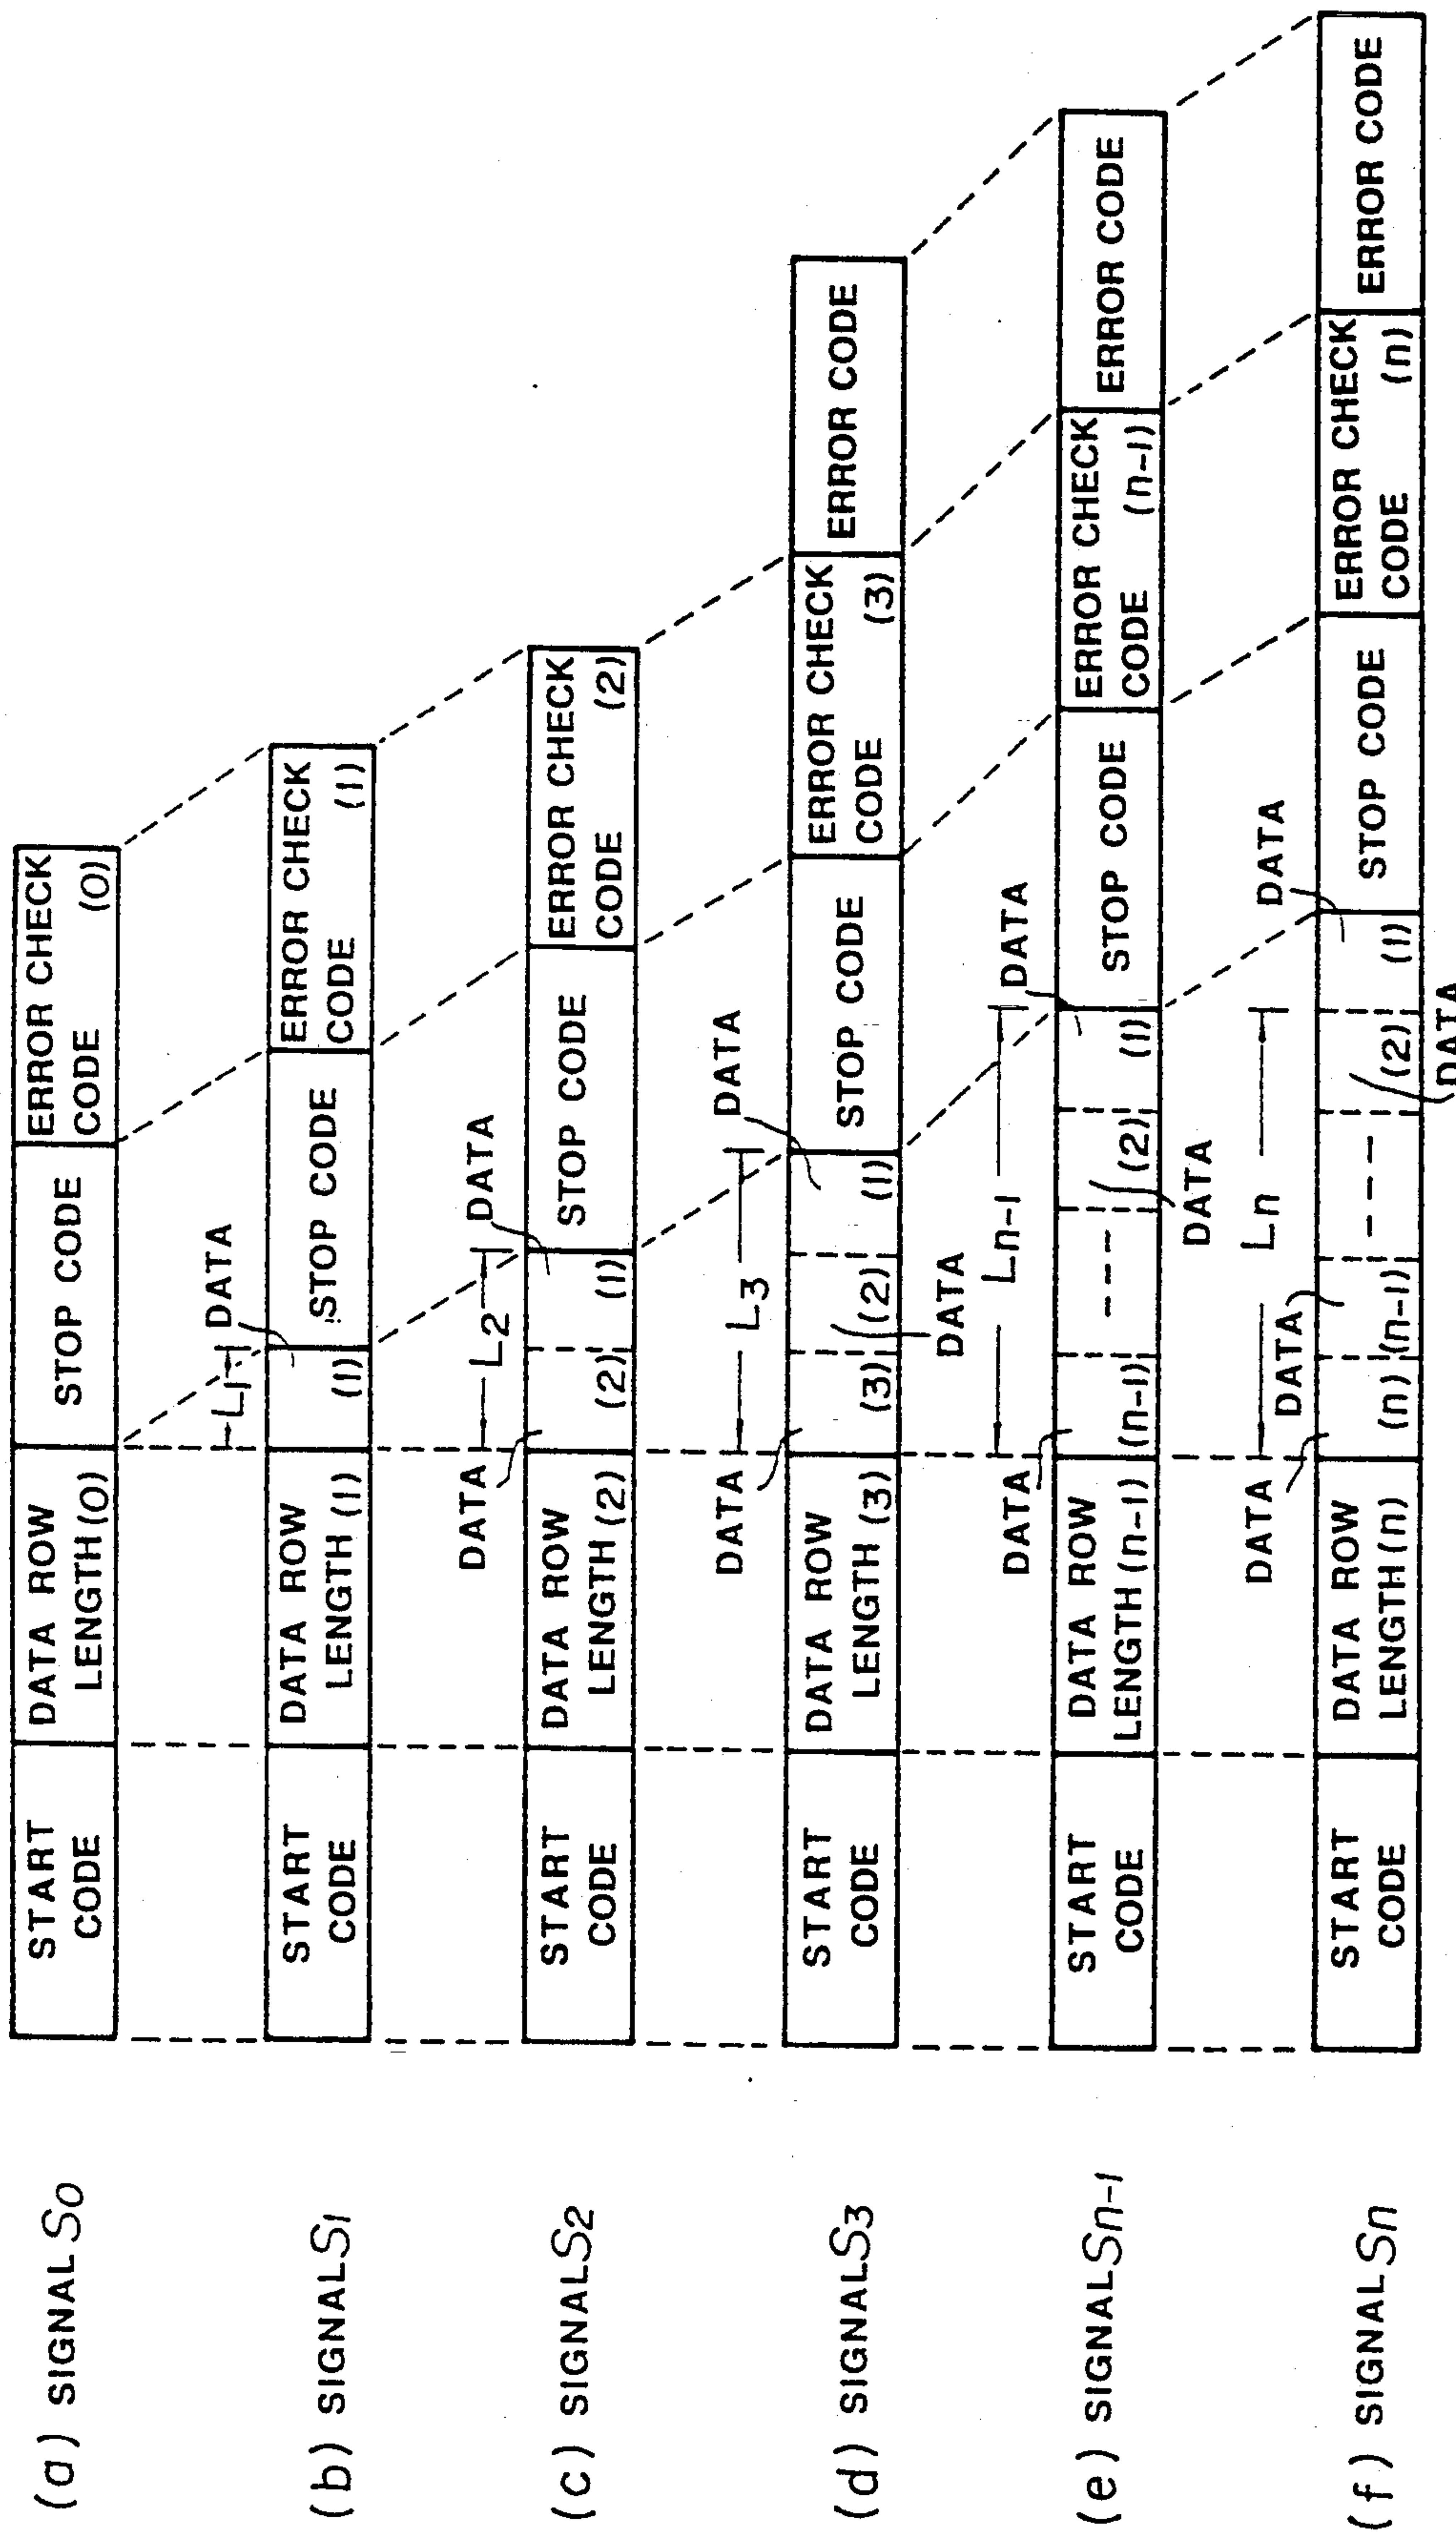 (a) SIGNAL S0
START
CODE
DATA ROW
LENGTH (0)
STOP CODE
ERROR CHECK
CODE (0)
(b) SIGNAL S1
START
CODE
DATA ROW
LENGTH (1)
L1
DATA
(1)
STOP CODE
ERROR CHECK
CODE (1)
(c) SIGNAL S2
START
CODE
DATA ROW
LENGTH (2)
DATA
L2
DATA
(2)
(1)
STOP CODE
ERROR CHECK
CODE (2)
(d) SIGNAL S3
START
CODE
DATA ROW
LENGTH (3)
DATA
L3
DATA
(3)
(2)
(1)
DATA
STOP CODE
ERROR CHECK
CODE (3)
ERROR CODE
(e) SIGNAL Sn-1
START
CODE
DATA ROW
LENGTH (n-1)
DATA
Ln-1
DATA
(n-1)
---
(2)
(1)
DATA
STOP CODE
ERROR CHECK
CODE (n-1)
ERROR CODE
(f) SIGNAL Sn
START
CODE
DATA ROW
LENGTH (n)
DATA
Ln
DATA
DATA
(n)
(n-1)
---
(2)
(1)
DATA
STOP CODE
ERROR CHECK
CODE (n)
ERROR CODE